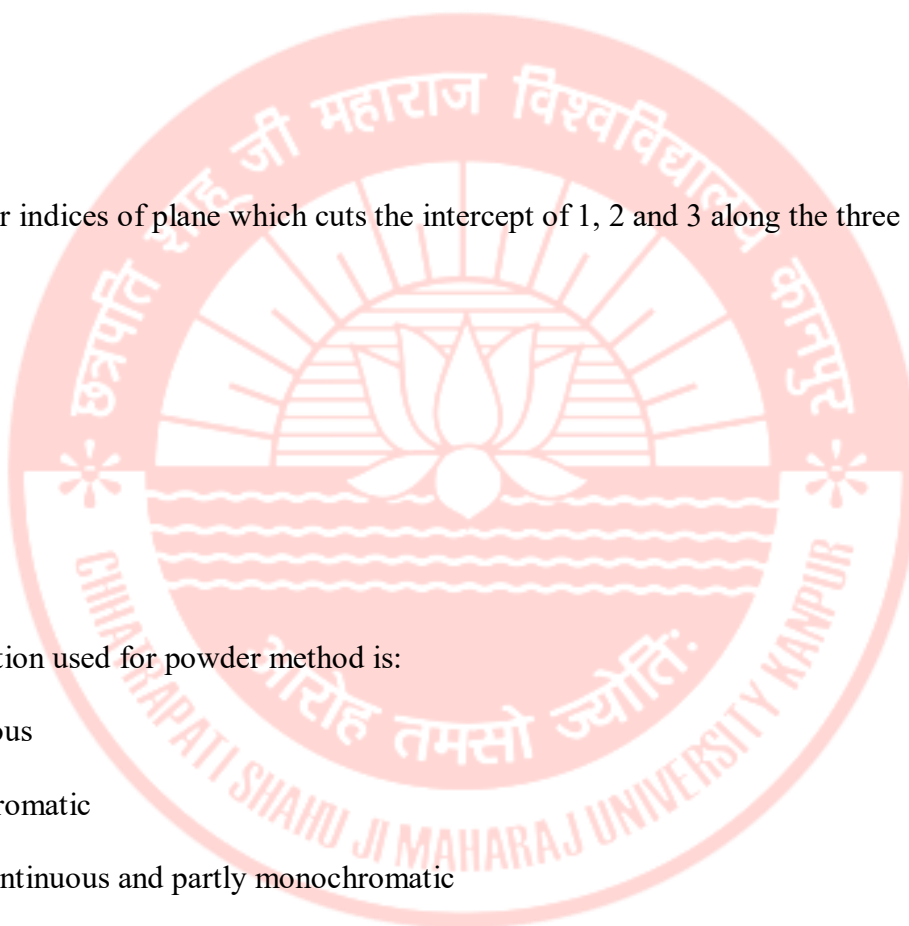 छत्रपति शाहू जी महाराज विश्वविद्यालय कानपुर
r indices of plane which cuts the intercept of 1, 2 and 3 along the three
tion used for powder method is:
ous
romatic
ntinuous and partly monochromatic
आरोह तमसो ज्योतिः
CHHATRAPATI SHAHU JI MAHARAJ UNIVERSITY KANPUR